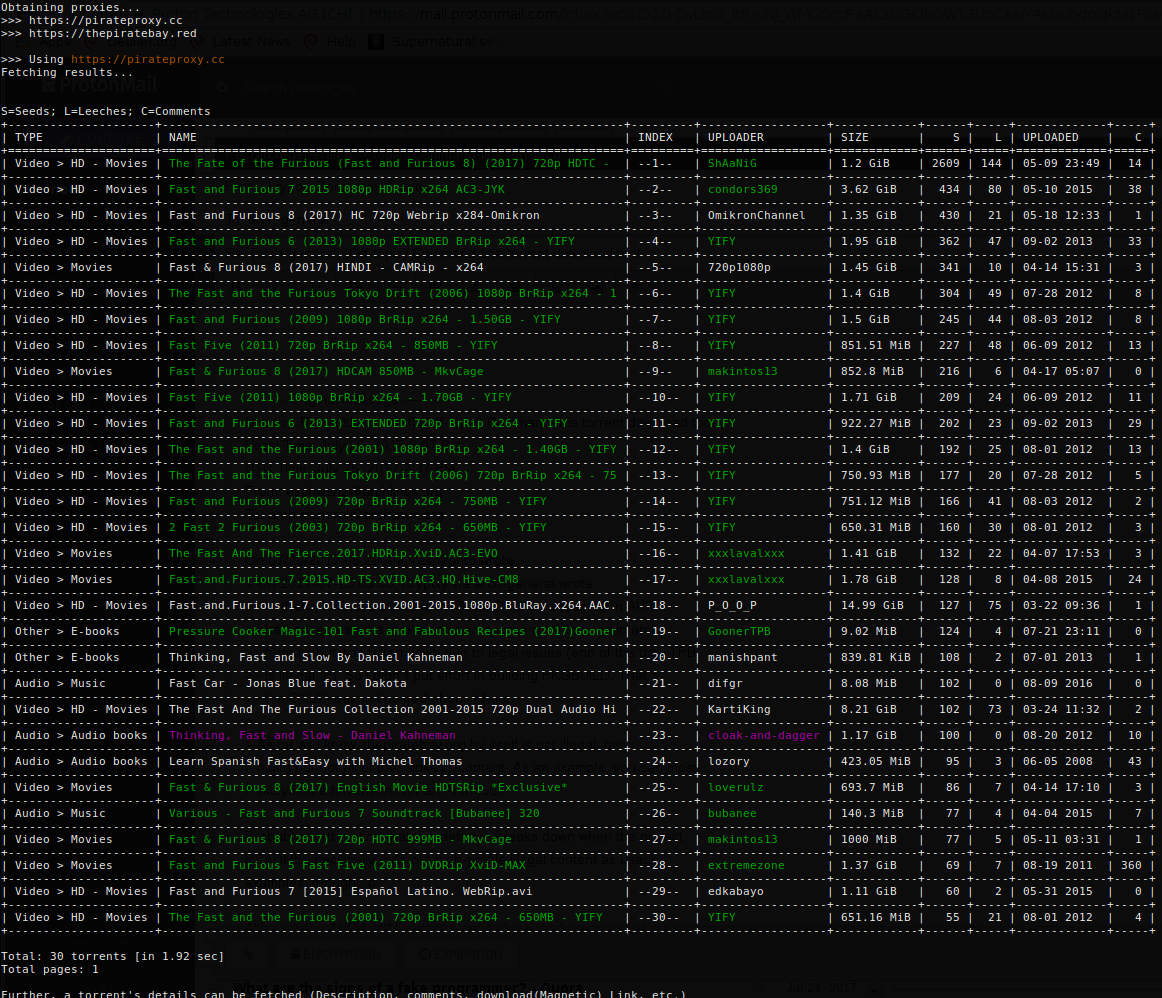 Obtaining proxies...
>>> https://pirateproxy.cc
>>> https://thepiratebay.red
>>> Using https://pirateproxy.cc
Fetching results...
S=Seeds; L=Leeches; C=Comments
| TYPE | NAME | INDEX | UPLOADER | SIZE | S | L | UPLOADED | C |
| Video > HD - Movies | The Fate of the Furious (Fast and Furious 8) (2017) 720p HDTC - | --1-- | ShAaNiG | 1.2 GiB | 2609 | 144 | 05-09 23:49 | 14 |
| Video > HD - Movies | Fast and Furious 7 2015 1080p HDRip x264 AC3-JYK | --2-- | condors369 | 3.62 GiB | 434 | 80 | 05-10 2015 | 38 |
| Video > HD - Movies | Fast and Furious 8 (2017) HC 720p Webrip x284-Omikron | --3-- | OmikronChannel | 1.35 GiB | 430 | 21 | 05-18 12:33 | 1 |
| Video > HD - Movies | Fast and Furious 6 (2013) 1080p EXTENDED BrRip x264 - YIFY | --4-- | YIFY | 1.95 GiB | 362 | 47 | 09-02 2013 | 33 |
| Video > Movies | Fast & Furious 8 (2017) HINDI - CAMRip - x264 | --5-- | 720p1080p | 1.45 GiB | 341 | 10 | 04-14 15:31 | 3 |
| Video > HD - Movies | The Fast and the Furious Tokyo Drift (2006) 1080p BrRip x264 - 1 | --6-- | YIFY | 1.4 GiB | 304 | 49 | 07-28 2012 | 8 |
| Video > HD - Movies | Fast and Furious (2009) 1080p BrRip x264 - 1.50GB - YIFY | --7-- | YIFY | 1.5 GiB | 245 | 44 | 08-03 2012 | 8 |
| Video > HD - Movies | Fast Five (2011) 720p BrRip x264 - 850MB - YIFY | --8-- | YIFY | 851.51 MiB | 227 | 48 | 06-09 2012 | 13 |
| Video > Movies | Fast & Furious 8 (2017) HDCAM 850MB - MkvCage | --9-- | makintos13 | 852.8 MiB | 216 | 6 | 04-17 05:07 | 0 |
| Video > HD - Movies | Fast Five (2011) 1080p BrRip x264 - 1.70GB - YIFY | --10-- | YIFY | 1.71 GiB | 209 | 24 | 06-09 2012 | 11 |
| Video > HD - Movies | Fast and Furious 6 (2013) EXTENDED 720p BrRip x264 - YIFY | --11-- | YIFY | 922.27 MiB | 202 | 23 | 09-02 2013 | 29 |
| Video > HD - Movies | The Fast and the Furious (2001) 1080p BrRip x264 - 1.40GB - YIFY | --12-- | YIFY | 1.4 GiB | 192 | 25 | 08-01 2012 | 13 |
| Video > HD - Movies | The Fast and the Furious Tokyo Drift (2006) 720p BrRip x264 - 75 | --13-- | YIFY | 750.93 MiB | 177 | 20 | 07-28 2012 | 5 |
| Video > HD - Movies | Fast and Furious (2009) 720p BrRip x264 - 750MB - YIFY | --14-- | YIFY | 751.12 MiB | 166 | 41 | 08-03 2012 | 2 |
| Video > HD - Movies | 2 Fast 2 Furious (2003) 720p BrRip x264 - 650MB - YIFY | --15-- | YIFY | 650.31 MiB | 160 | 30 | 08-01 2012 | 3 |
| Video > Movies | The Fast And The Fierce.2017.HDRip.XviD.AC3-EVO | --16-- | xxxlavalxxx | 1.41 GiB | 132 | 22 | 04-07 17:53 | 3 |
| Video > Movies | Fast.and.Furious.7.2015.HD-TS.XVID.AC3.HQ.Hive-CM8 | --17-- | xxxlavalxxx | 1.78 GiB | 128 | 8 | 04-08 2015 | 24 |
| Video > HD - Movies | Fast.and.Furious.1-7.Collection.2001-2015.1080p.BluRay.x264.AAC. | --18-- | P_O_O_P | 14.99 GiB | 127 | 75 | 03-22 09:36 | 1 |
| Other > E-books | Pressure Cooker Magic-101 Fast and Fabulous Recipes (2017)Gooner | --19-- | GoonerTPB | 9.02 MiB | 124 | 4 | 07-21 23:11 | 0 |
| Other > E-books | Thinking, Fast and Slow By Daniel Kahneman | --20-- | manishpant | 839.81 KiB | 108 | 2 | 07-01 2013 | 1 |
| Audio > Music | Fast Car - Jonas Blue feat. Dakota | --21-- | difgr | 8.08 MiB | 102 | 0 | 08-09 2016 | 0 |
| Video > HD - Movies | The Fast And The Furious Collection 2001-2015 720p Dual Audio Hi | --22-- | KartiKing | 8.21 GiB | 102 | 73 | 03-24 11:32 | 2 |
| Audio > Audio books | Thinking, Fast and Slow - Daniel Kahneman | --23-- | cloak-and-dagger | 1.17 GiB | 100 | 0 | 08-20 2012 | 10 |
| Audio > Audio books | Learn Spanish Fast&Easy with Michel Thomas | --24-- | lozory | 423.05 MiB | 95 | 3 | 06-05 2008 | 43 |
| Video > Movies | Fast & Furious 8 (2017) English Movie HDTSRip *Exclusive* | --25-- | loverulz | 693.7 MiB | 86 | 7 | 04-14 17:10 | 3 |
| Audio > Music | Various - Fast and Furious 7 Soundtrack [Bubanee] 320 | --26-- | bubanee | 140.3 MiB | 77 | 4 | 04-04 2015 | 7 |
| Video > Movies | Fast & Furious 8 (2017) 720p HDTC 999MB - MkvCage | --27-- | makintos13 | 1000 MiB | 77 | 5 | 05-11 03:31 | 1 |
| Video > Movies | Fast and Furious 5 Fast Five (2011) DVDRip XviD-MAX | --28-- | extremezone | 1.37 GiB | 69 | 7 | 08-19 2011 | 360 |
| Video > HD - Movies | Fast and Furious 7 [2015] Español Latino. WebRip.avi | --29-- | edkabayo | 1.11 GiB | 60 | 2 | 05-31 2015 | 0 |
| Video > HD - Movies | The Fast and the Furious (2001) 720p BrRip x264 - 650MB - YIFY | --30-- | YIFY | 651.16 MiB | 55 | 21 | 08-01 2012 | 4 |
Total: 30 torrents [in 1.92 sec]
Total pages: 1
Further, a torrent's details can be fetched (Description, comments, download(Magnetic) Link, etc.)